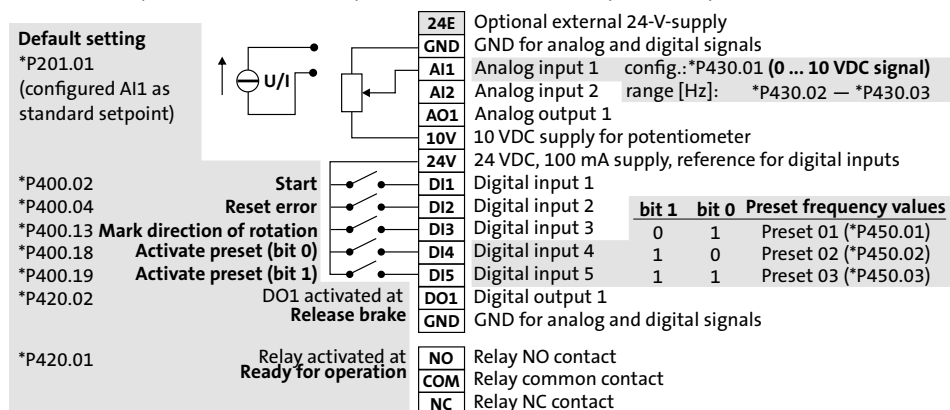 24E Optional external 24-V-supply
Default setting GND GND for analog and digital signals
*P201.01 U/I AI1 Analog input 1 config.:*P430.01 (0 ... 10 VDC signal)
(configured AI1 as AI2 Analog input 2 range [Hz]: *P430.02 — *P430.03
standard setpoint) AO1 Analog output 1
10V 10 VDC supply for potentiometer
24V 24 VDC, 100 mA supply, reference for digital inputs
*P400.02 Start DI1 Digital input 1
*P400.04 Reset error DI2 Digital input 2 bit 1 bit 0 Preset frequency values
*P400.13 Mark direction of rotation DI3 Digital input 3 0 1 Preset 01 (*P450.01)
*P400.18 Activate preset (bit 0) DI4 Digital input 4 1 0 Preset 02 (*P450.02)
*P400.19 Activate preset (bit 1) DI5 Digital input 5 1 1 Preset 03 (*P450.03)
*P420.02 DO1 activated at DO1 Digital output 1
Release brake GND GND for analog and digital signals
*P420.01 Relay activated at NO Relay NO contact
Ready for operation COM Relay common contact
NC Relay NC contact